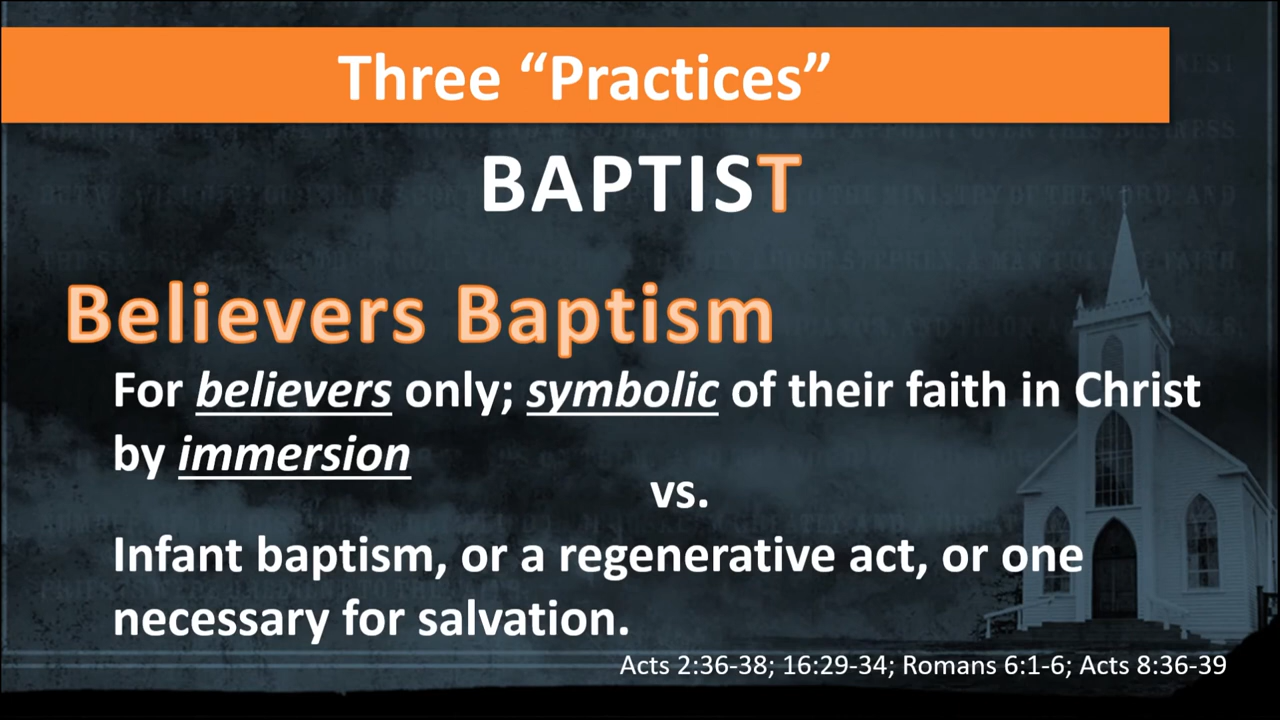 Three “Practices”
BAPTIST
Believers Baptism
For believers only; symbolic of their faith in Christ
by immersion
vs.
Infant baptism, or a regenerative act, or one
necessary for salvation.
Acts 2:36-38; 16:29-34; Romans 6:1-6; Acts 8:36-39